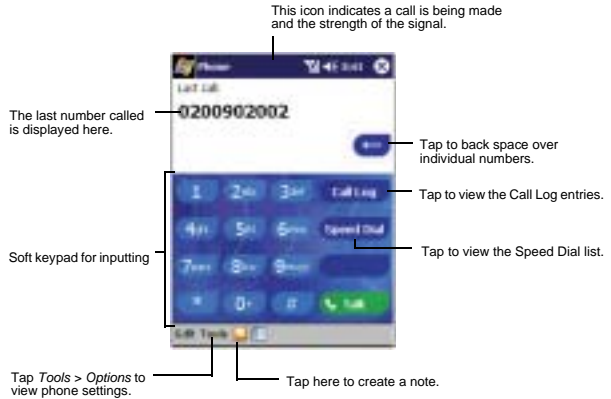 This icon indicates a call is being made
and the strength of the signal.
Phone
Last call
The last number called
is displayed here.
0200902002
Tap to back space over
individual numbers.
1 2 3 Call Log
Tap to view the Call Log entries.
4 5 6 Speed Dial
Tap to view the Speed Dial list.
Soft keypad for inputting
7 8 9
* 0+ # Talk
Edit Tools
Tap Tools > Options to
view phone settings.
Tap here to create a note.